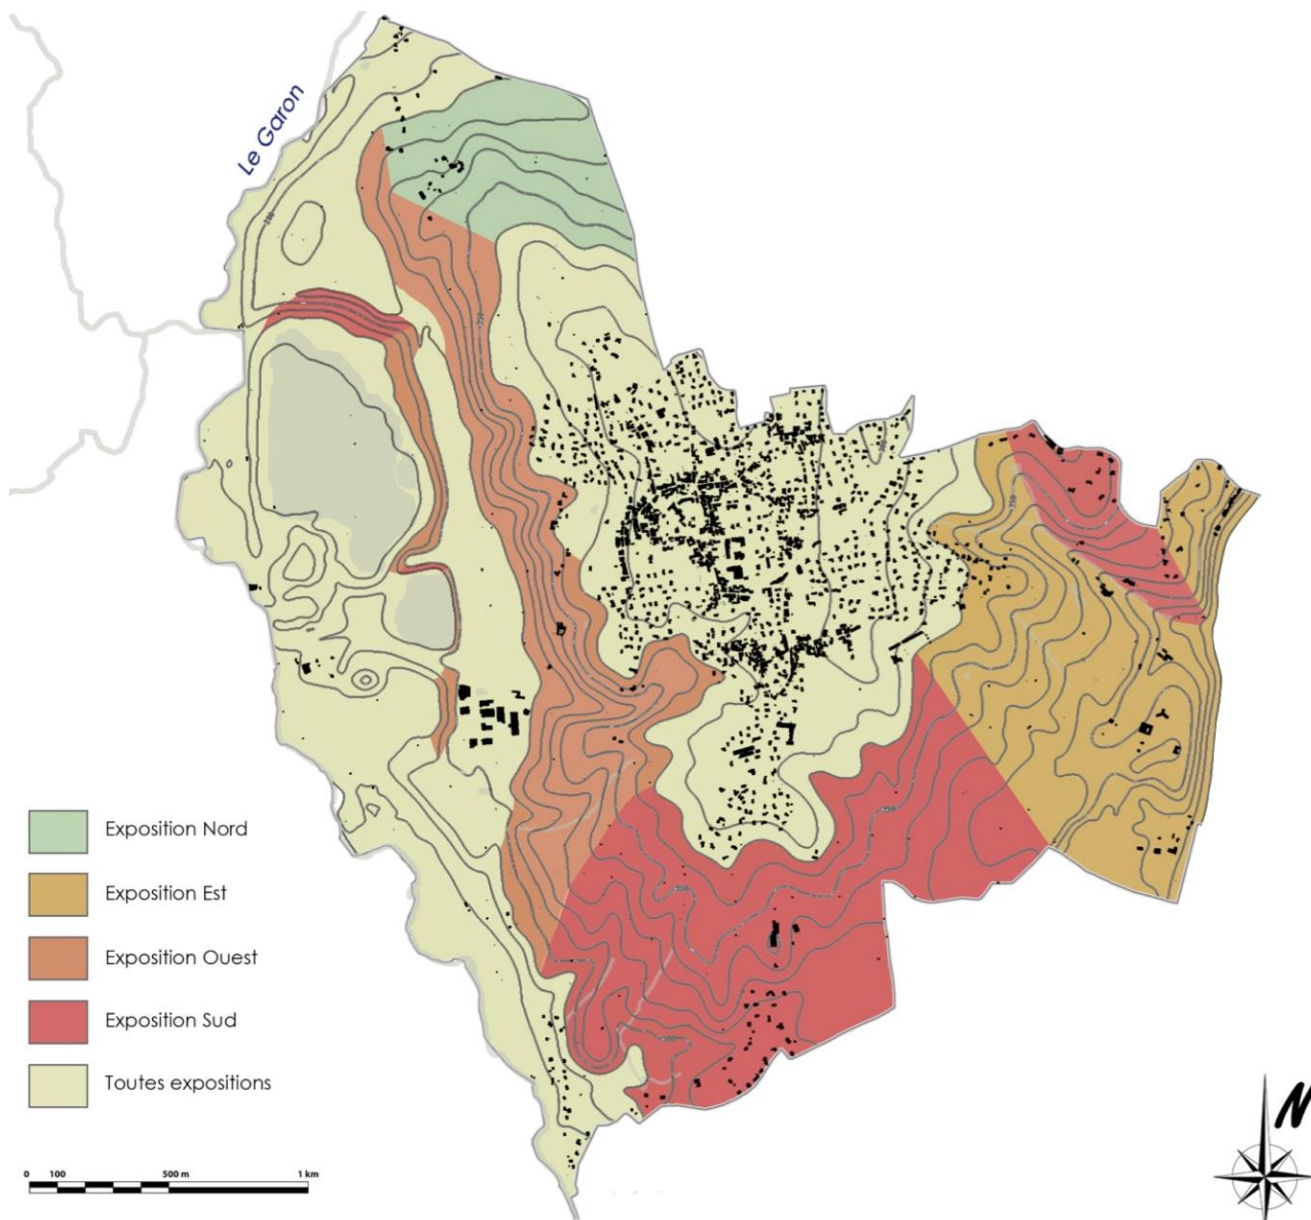 Le Garon
Exposition Nord
Exposition Est
Exposition Ouest
Exposition Sud
Toutes expositions
0 100 500 m 1 km
N